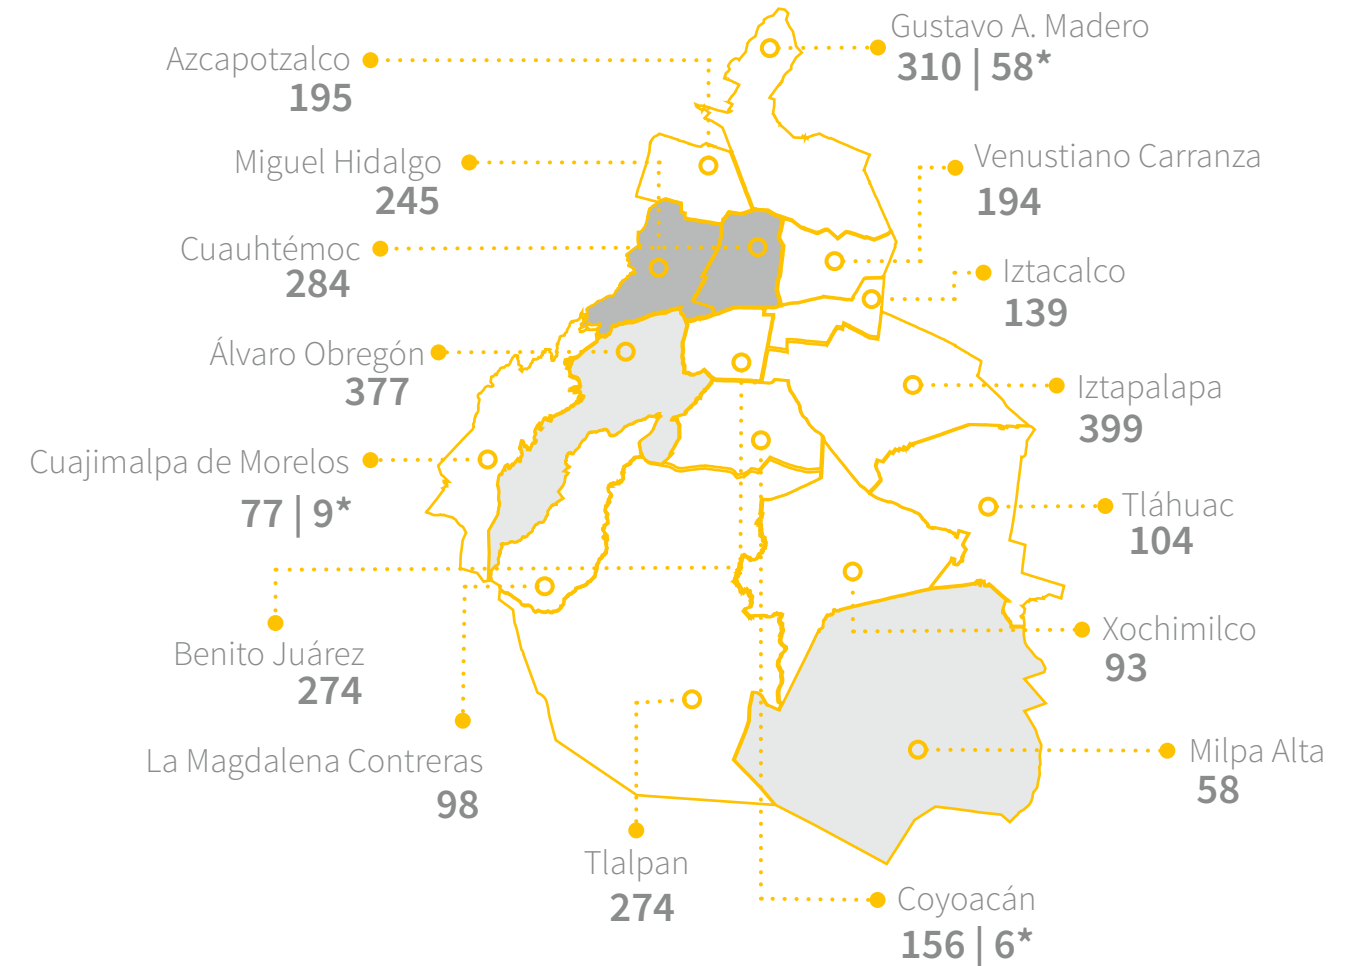 Gustavo A. Madero
310 | 58*
Azcapotzalco
195
Miguel Hidalgo
245
Venustiano Carranza
194
Cuauhtémoc
284
Iztacalco
139
Álvaro Obregón
377
Iztapalapa
399
Cuajimalpa de Morelos
77 | 9*
Tláhuac
104
Benito Juárez
274
Xochimilco
93
La Magdalena Contreras
98
Milpa Alta
58
Tlalpan
274
Coyoacán
156 | 6*